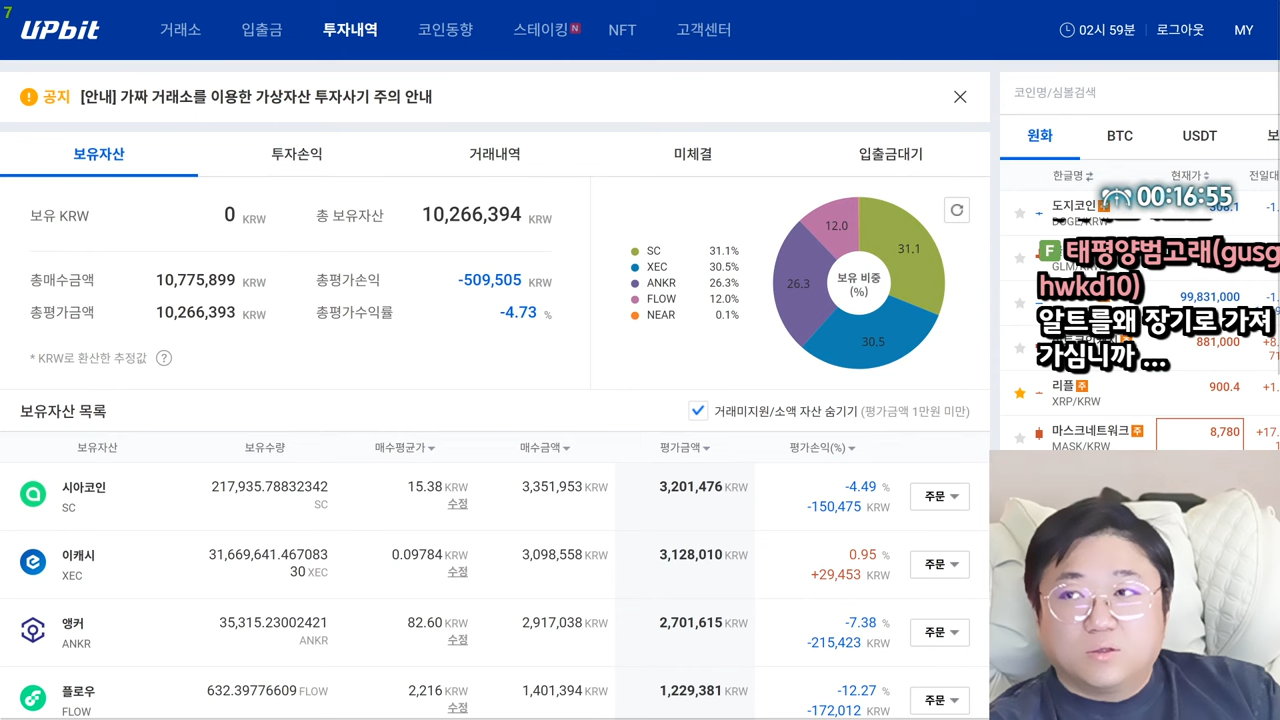 7
UPbit 거래소 입출금 투자내역 코인동향 스테이킹 N NFT 고객센터 02시 59분 로그아웃 MY
공지 [안내] 가짜 거래소를 이용한 가상자산 투자사기 주의 안내
보유자산 투자손익 거래내역 미체결 입출금대기
보유 KRW 0 KRW 총 보유자산 10,266,394 KRW
총매수금액 10,775,899 KRW 총평가손익 -509,505 KRW
총평가금액 10,266,393 KRW 총평가수익률 -4.73 %
* KRW로 환산한 추정값 ?
SC 31.1%
XEC 30.5%
ANKR 26.3%
FLOW 12.0%
NEAR 0.1%
12.0
31.1
26.3
보유 비중
(%)
30.5
보유자산 목록 거래미지원/소액 자산 숨기기 (평가금액 1만원 미만)
보유자산 보유수량 매수평균가 매수금액 평가금액 평가손익(%)
시아코인 217,935.78832342 15.38 KRW 3,351,953 KRW 3,201,476 KRW -4.49 % 주문
SC SC 수정 -150,475 KRW
이캐시 31,669,641.467083 0.09784 KRW 3,098,558 KRW 3,128,010 KRW 0.95 % 주문
XEC 30 XEC 수정 +29,453 KRW
앵커 35,315.23002421 82.60 KRW 2,917,038 KRW 2,701,615 KRW -7.38 % 주문
ANKR ANKR 수정 -215,423 KRW
플로우 632.39776609 FLOW 2,216 KRW 1,401,394 KRW 1,229,381 KRW -12.27 % 주문
FLOW 수정 -172,012 KRW
코인명/심볼검색
원화 BTC USDT
한글명 현재가 전일대
00:16:55
도지코인 주
DOGE/KRW
F 태평양범고래(gusg
GLM/KRW
hwkd10)
99,831,000
알트를왜 장기로 가져
881,000
가심니까 ...
리플 주 900.4
XRP/KRW
마스크네트워크 주 8,780
MASK/KRW